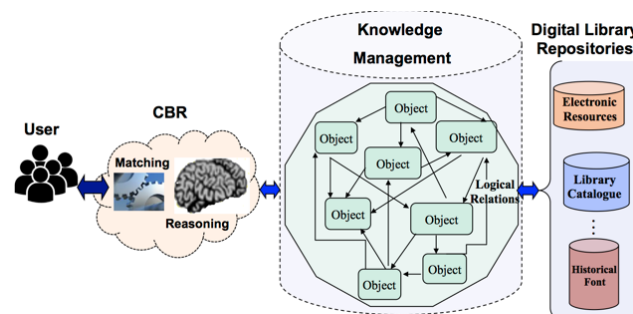 Knowledge
Management
Digital Library
Repositories
CBR
User
Matching
Reasoning
Object
Object
Object
Object
Object
Object
Object
Object
Logical
Relations
Electronic
Resources
Library
Catalogue
Historical
Font